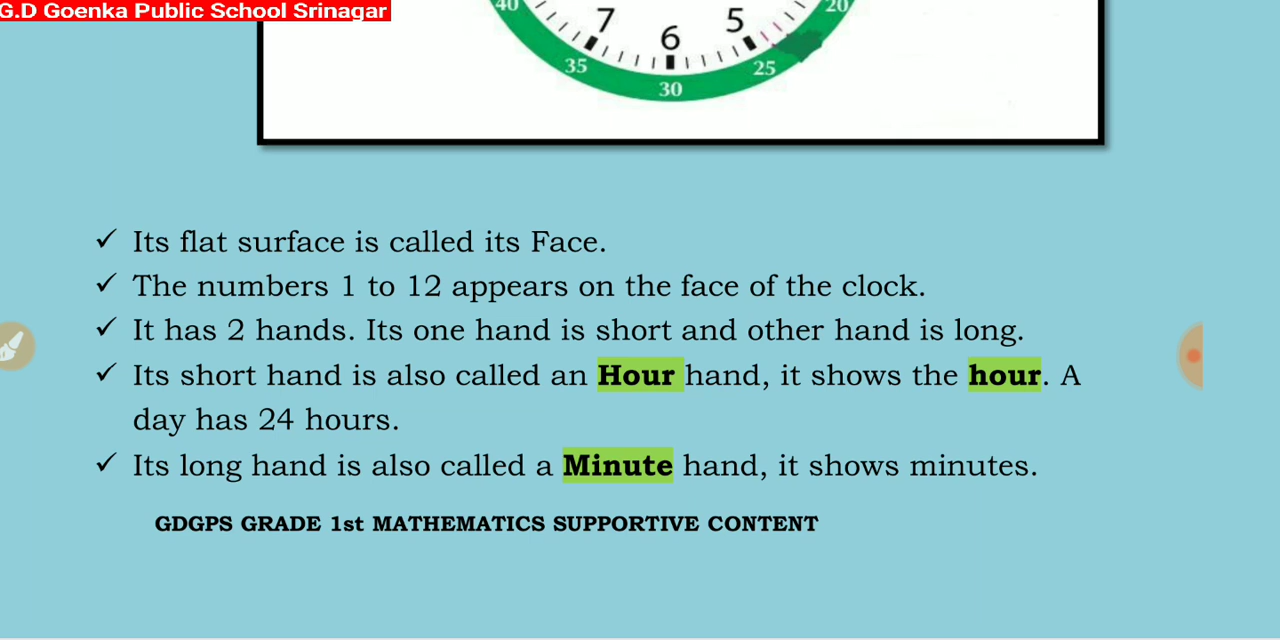 G.D Goenka Public School Srinagar
40
7
6
5
20
35
30
25
✓ Its flat surface is called its Face.
✓ The numbers 1 to 12 appears on the face of the clock.
✓ It has 2 hands. Its one hand is short and other hand is long.
✓ Its short hand is also called an Hour hand, it shows the hour. A
day has 24 hours.
✓ Its long hand is also called a Minute hand, it shows minutes.
GDGPS GRADE 1st MATHEMATICS SUPPORTIVE CONTENT